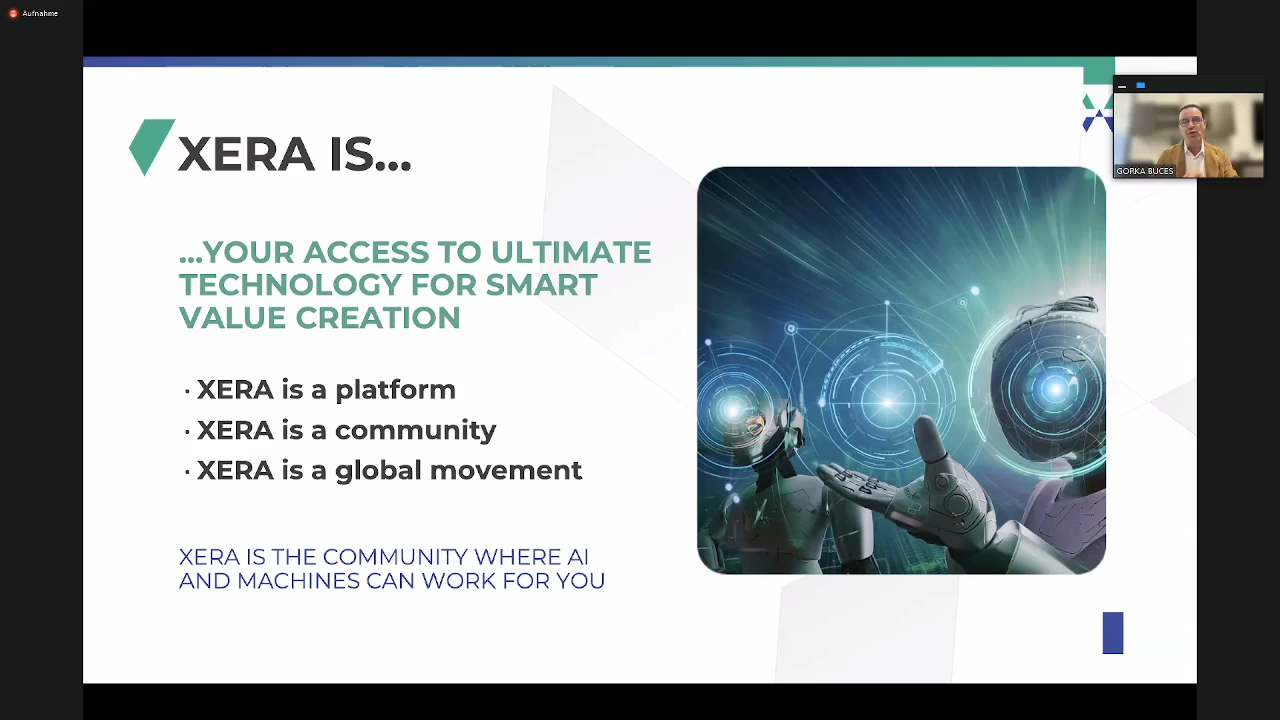 Aufnahme
XERA IS...
GORKA BUCES
...YOUR ACCESS TO ULTIMATE
TECHNOLOGY FOR SMART
VALUE CREATION
· XERA is a platform
· XERA is a community
· XERA is a global movement
XERA IS THE COMMUNITY WHERE AI
AND MACHINES CAN WORK FOR YOU